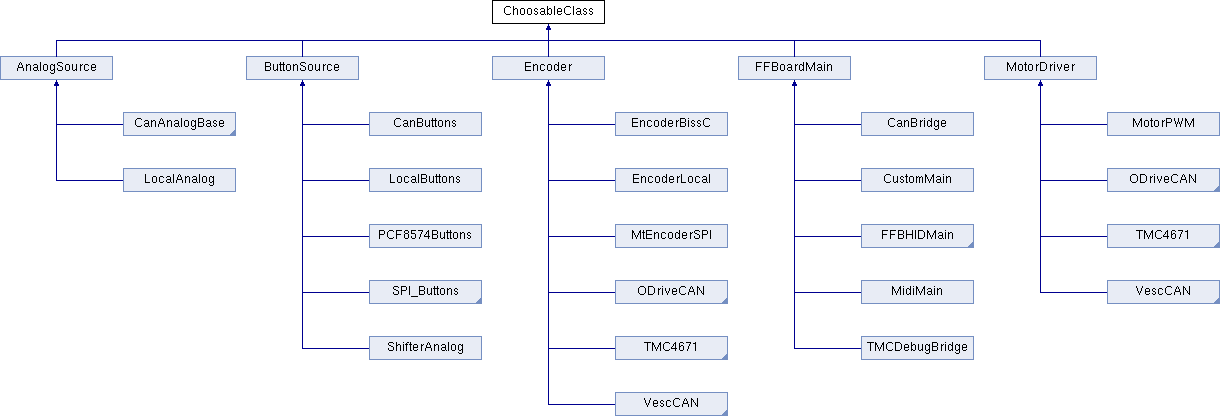 ChoosableClass
AnalogSource
ButtonSource
Encoder
FFBoardMain
MotorDriver
CanAnalogBase
CanButtons
EncoderBissC
CanBridge
MotorPWM
LocalAnalog
LocalButtons
EncoderLocal
CustomMain
ODriveCAN
PCF8574Buttons
MtEncoderSPI
FFBHIDMain
TMC4671
SPI_Buttons
ODriveCAN
MidiMain
VescCAN
ShifterAnalog
TMC4671
TMCDebugBridge
VescCAN